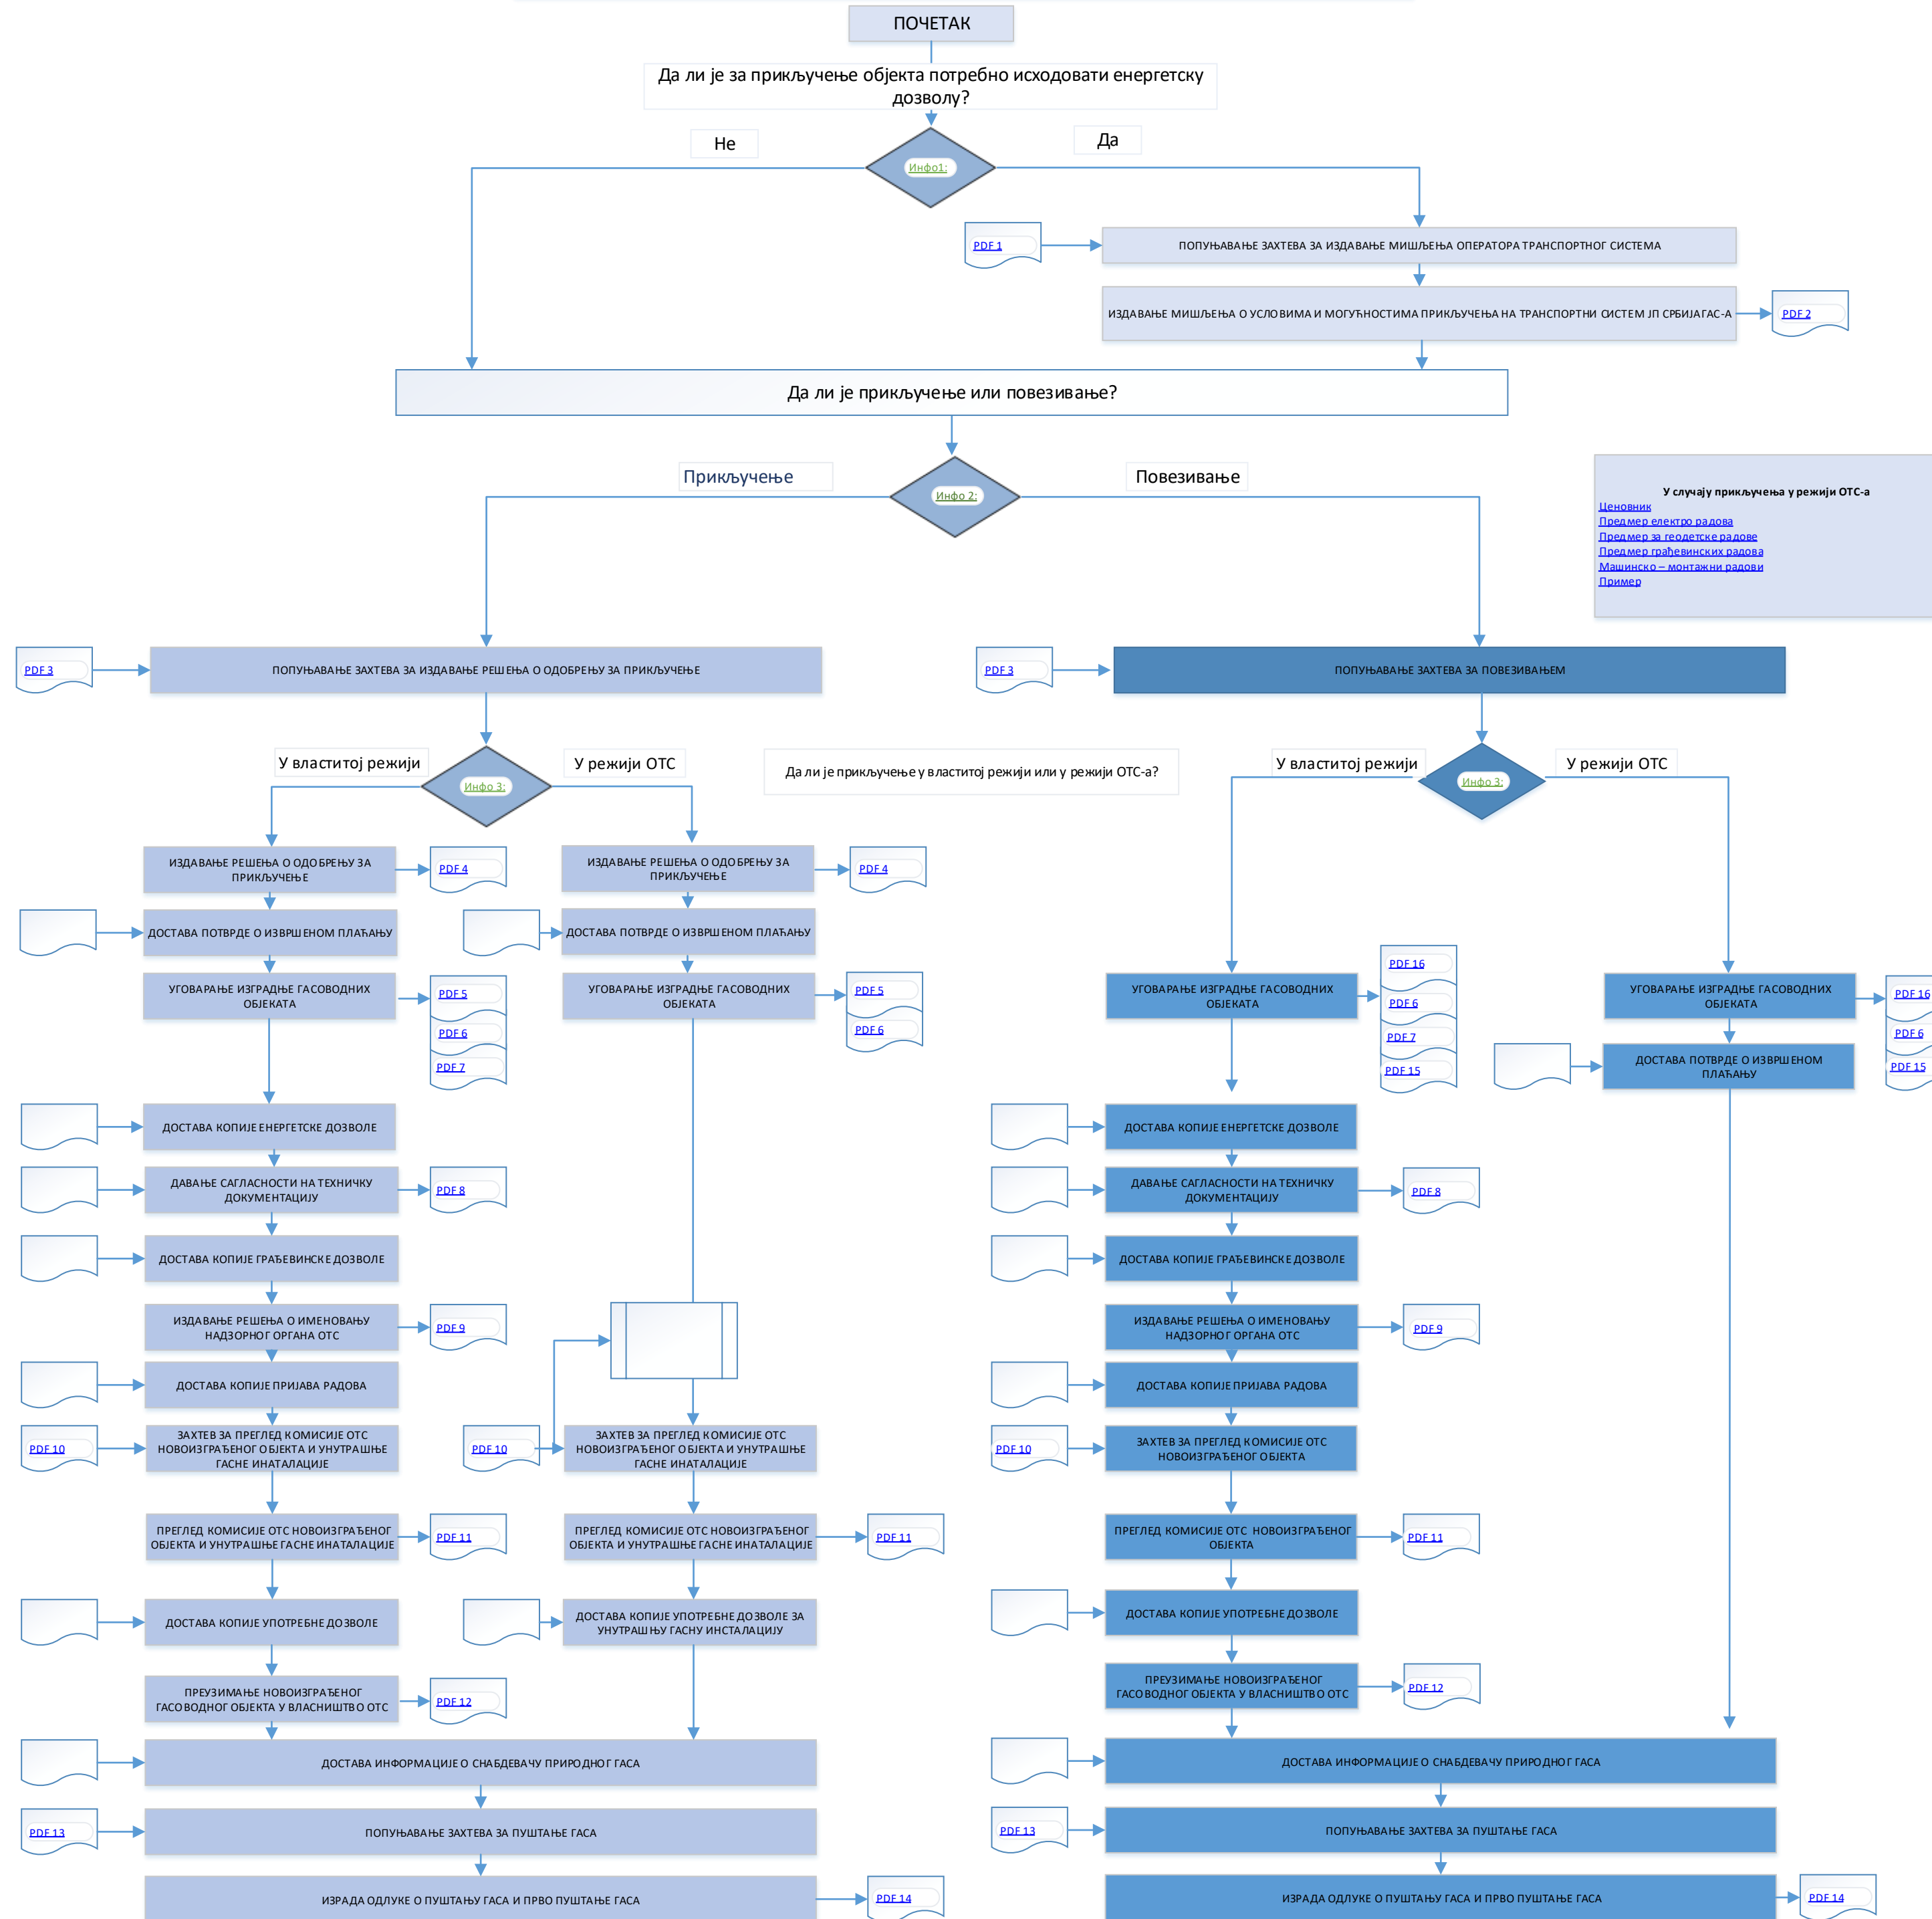 ПОЧЕТАК
Да ли је за прикључење објекта потребно исходовати енергетску
дозволу?
Не
Да
Инфо1:
PDF 1
ПОПУЊАВАЊЕ ЗАХТЕВА ЗА ИЗДАВАЊЕ МИШЉЕЊА ОПЕРАТОРА ТРАНСПОРТНОГ СИСТЕМА
ИЗДАВАЊЕ МИШЉЕЊА О УСЛОВИМА И МОГУЋНОСТИМА ПРИКЉУЧЕЊА НА ТРАНСПОРТНИ СИСТЕМ ЈП СРБИЈАГАС-А
PDF 2
Да ли је прикључење или повезивање?
Прикључење
Инфо 2:
Повезивање
У случају прикључења у режији ОТС-а
Ценовник
Предмер електро радова
Предмер за геодетске радове
Предмер грађевинских радова
Машинско – монтажни радови
Пример
PDF 3
ПОПУЊАВАЊЕ ЗАХТЕВА ЗА ИЗДАВАЊЕ РЕШЕЊА О ОДОБРЕЊУ ЗА ПРИКЉУЧЕЊЕ
PDF 3
ПОПУЊАВАЊЕ ЗАХТЕВА ЗА ПОВЕЗИВАЊЕМ
У властитој режији
Инфо 3:
У режији ОТС
Да ли је прикључење у властитој режији или у режији ОТС-а?
У властитој режији
Инфо 3:
У режији ОТС
ИЗДАВАЊЕ РЕШЕЊА О ОДОБРЕЊУ ЗА
ПРИКЉУЧЕЊЕ
PDF 4
ИЗДАВАЊЕ РЕШЕЊА О ОДОБРЕЊУ ЗА
ПРИКЉУЧЕЊЕ
PDF 4
ДОСТАВА ПОТВРДЕ О ИЗВРШЕНОМ ПЛАЋАЊУ
ДОСТАВА ПОТВРДЕ О ИЗВРШЕНОМ ПЛАЋАЊУ
УГОВАРАЊЕ ИЗГРАДЊЕ ГАСОВОДНИХ
ОБЈЕКАТА
PDF 5
PDF 6
PDF 7
УГОВАРАЊЕ ИЗГРАДЊЕ ГАСОВОДНИХ
ОБЈЕКАТА
PDF 5
PDF 6
УГОВАРАЊЕ ИЗГРАДЊЕ ГАСОВОДНИХ
ОБЈЕКАТА
PDF 16
PDF 6
PDF 7
PDF 15
УГОВАРАЊЕ ИЗГРАДЊЕ ГАСОВОДНИХ
ОБЈЕКАТА
PDF 16
PDF 6
PDF 15
ДОСТАВА ПОТВРДЕ О ИЗВРШЕНОМ
ПЛАЋАЊУ
ДОСТАВА КОПИЈЕ ЕНЕРГЕТСКЕ ДОЗВОЛЕ
ДОСТАВА КОПИЈЕ ЕНЕРГЕТСКЕ ДОЗВОЛЕ
ДАВАЊЕ САГЛАСНОСТИ НА ТЕХНИЧКУ
ДОКУМЕНТАЦИЈУ
PDF 8
ДАВАЊЕ САГЛАСНОСТИ НА ТЕХНИЧКУ
ДОКУМЕНТАЦИЈУ
PDF 8
ДОСТАВА КОПИЈЕ ГРАЂЕВИНСКЕ ДОЗВОЛЕ
ДОСТАВА КОПИЈЕ ГРАЂЕВИНСКЕ ДОЗВОЛЕ
ИЗДАВАЊЕ РЕШЕЊА О ИМЕНОВАЊУ
НАДЗОРНОГ ОРГАНА ОТС
PDF 9
ИЗДАВАЊЕ РЕШЕЊА О ИМЕНОВАЊУ
НАДЗОРНОГ ОРГАНА ОТС
PDF 9
ДОСТАВА КОПИЈЕ ПРИЈАВА РАДОВА
ДОСТАВА КОПИЈЕ ПРИЈАВА РАДОВА
PDF 10
ЗАХТЕВ ЗА ПРЕГЛЕД КОМИСИЈЕ ОТС
НОВОИЗГРАЂЕНОГ ОБЈЕКТА И УНУТРАШЊЕ
ГАСНЕ ИНАТАЛАЦИЈЕ
PDF 10
ЗАХТЕВ ЗА ПРЕГЛЕД КОМИСИЈЕ ОТС
НОВОИЗГРАЂЕНОГ ОБЈЕКТА И УНУТРАШЊЕ
ГАСНЕ ИНАТАЛАЦИЈЕ
PDF 10
ЗАХТЕВ ЗА ПРЕГЛЕД КОМИСИЈЕ ОТС
НОВОИЗГРАЂЕНОГ ОБЈЕКТА
ПРЕГЛЕД КОМИСИЈЕ ОТС НОВОИЗГРАЂЕНОГ
ОБЈЕКТА И УНУТРАШЊЕ ГАСНЕ ИНАТАЛАЦИЈЕ
PDF 11
ПРЕГЛЕД КОМИСИЈЕ ОТС НОВОИЗГРАЂЕНОГ
ОБЈЕКТА И УНУТРАШЊЕ ГАСНЕ ИНАТАЛАЦИЈЕ
PDF 11
ПРЕГЛЕД КОМИСИЈЕ ОТС НОВОИЗГРАЂЕНОГ
ОБЈЕКТА
PDF 11
ДОСТАВА КОПИЈЕ УПОТРЕБНЕ ДОЗВОЛЕ
ДОСТАВА КОПИЈЕ УПОТРЕБНЕ ДОЗВОЛЕ ЗА
УНУТРАШЊУ ГАСНУ ИНСТАЛАЦИЈУ
ДОСТАВА КОПИЈЕ УПОТРЕБНЕ ДОЗВОЛЕ
ПРЕУЗИМАЊЕ НОВОИЗГРАЂЕНОГ
ГАСОВОДНОГ ОБЈЕКТА У ВЛАСНИШТВО ОТС
PDF 12
ПРЕУЗИМАЊЕ НОВОИЗГРАЂЕНОГ
ГАСОВОДНОГ ОБЈЕКТА У ВЛАСНИШТВО ОТС
PDF 12
ДОСТАВА ИНФОРМАЦИЈЕ О СНАБДЕВАЧУ ПРИРОДНОГ ГАСА
ДОСТАВА ИНФОРМАЦИЈЕ О СНАБДЕВАЧУ ПРИРОДНОГ ГАСА
PDF 13
ПОПУЊАВАЊЕ ЗАХТЕВА ЗА ПУШТАЊЕ ГАСА
PDF 13
ПОПУЊАВАЊЕ ЗАХТЕВА ЗА ПУШТАЊЕ ГАСА
ИЗРАДА ОДЛУКЕ О ПУШТАЊУ ГАСА И ПРВО ПУШТАЊЕ ГАСА
PDF 14
ИЗРАДА ОДЛУКЕ О ПУШТАЊУ ГАСА И ПРВО ПУШТАЊЕ ГАСА
PDF 14